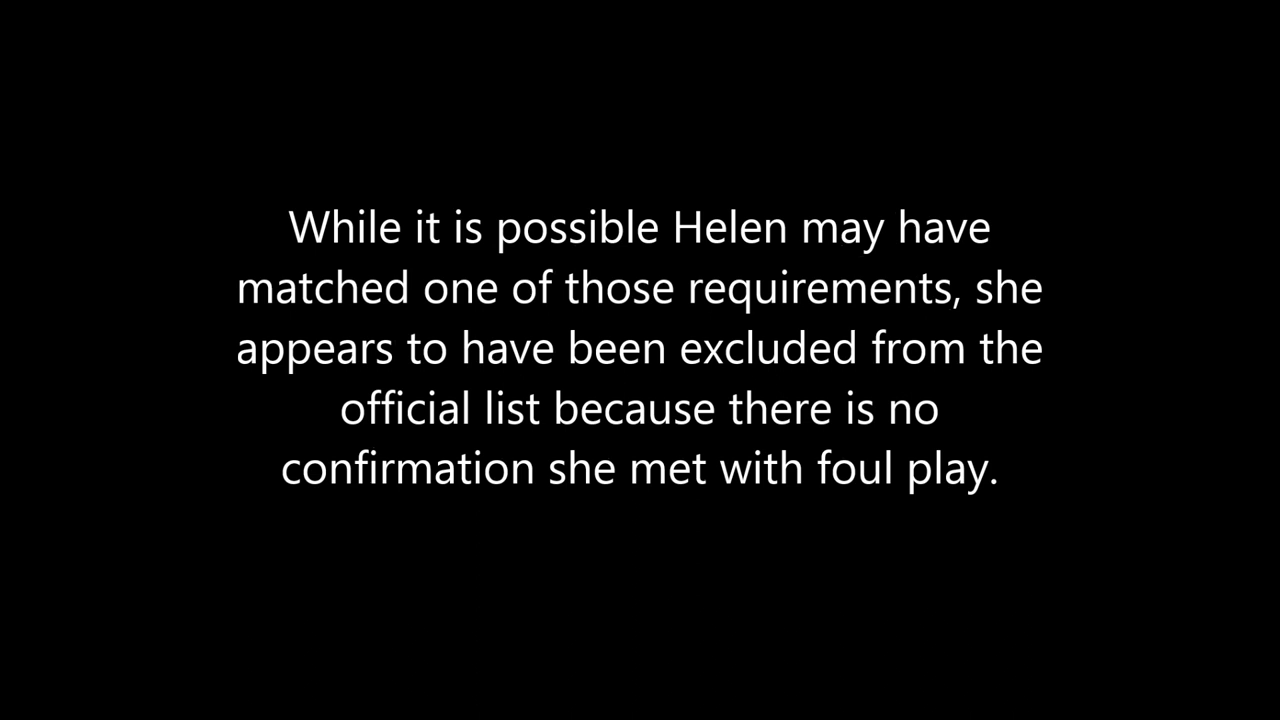 While it is possible Helen may have
matched one of those requirements, she
appears to have been excluded from the
official list because there is no
confirmation she met with foul play.